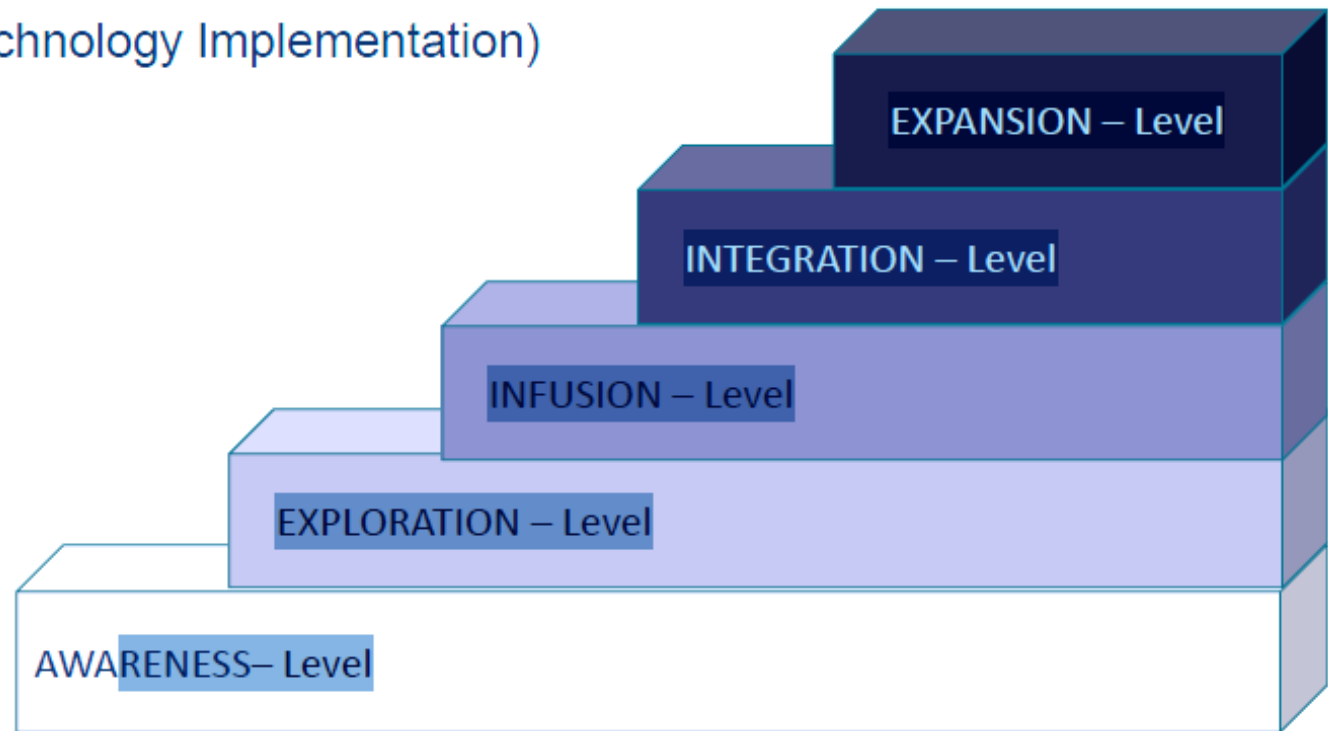 chnology Implementation)
EXPANSION – Level
INTEGRATION – Level
INFUSION – Level
EXPLORATION – Level
AWARENESS– Level